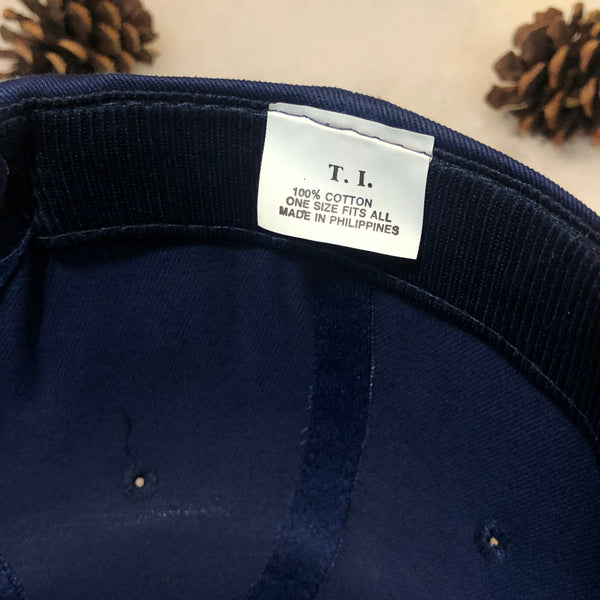 T. I.
100% COTTON
ONE SIZE FITS ALL
MADE IN PHILIPPINES